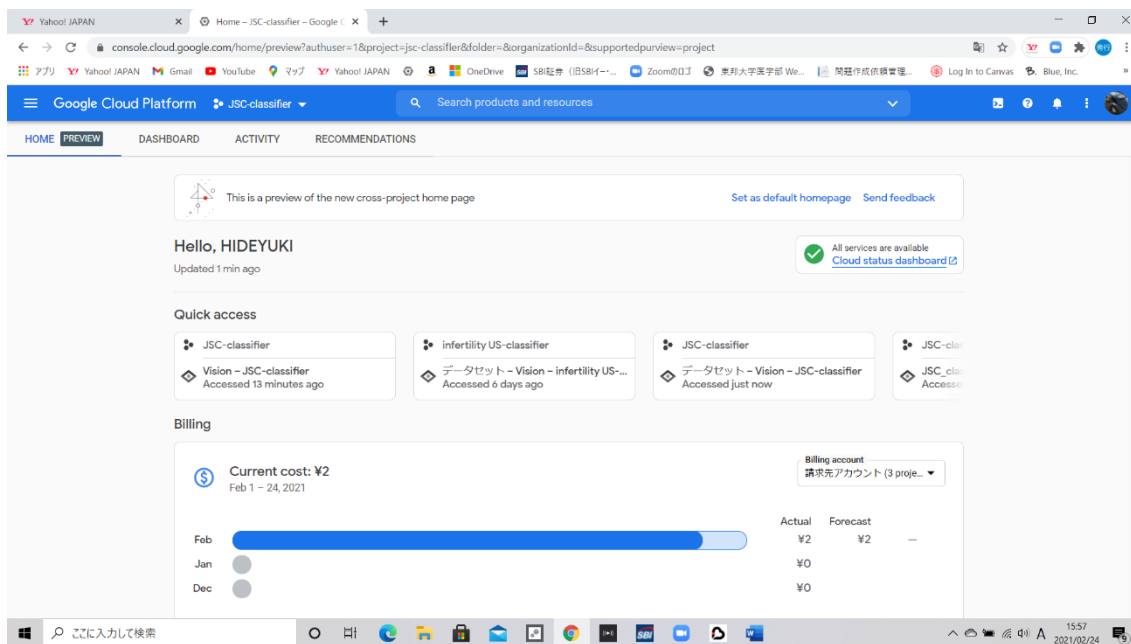 Yahoo! JAPAN
Home – JSC-classifier – Google C
console.cloud.google.com/home/preview?authuser=1&project=jsc-classifier&folder=&organizationId=&supportedpurview=project
アプリ Yahoo! JAPAN Gmail YouTube マップ Yahoo! JAPAN OneDrive SBI証券 (旧SBIイー･... Zoomのロゴ 東邦大学医学部 We... 問題作成依頼管理... Log In to Canvas Blue, Inc. »
Google Cloud Platform JSC-classifier Search products and resources
HOME PREVIEW DASHBOARD ACTIVITY RECOMMENDATIONS
This is a preview of the new cross-project home page Set as default homepage Send feedback
Hello, HIDEYUKI
Updated 1 min ago
All services are available
Cloud status dashboard
Quick access
JSC-classifier
Vision – JSC-classifier
Accessed 13 minutes ago
infertility US-classifier
データセット – Vision – infertility US-...
Accessed 6 days ago
JSC-classifier
データセット – Vision – JSC-classifier
Accessed just now
JSC-clas
JSC_clas
Accesse
Billing
Current cost: ¥2
Feb 1 – 24, 2021
Billing account
請求先アカウント (3 proje...
Actual Forecast
Feb ¥2 ¥2 —
Jan ¥0
Dec ¥0
ここに入力して検索
SBI
A
15:57
2021/02/24